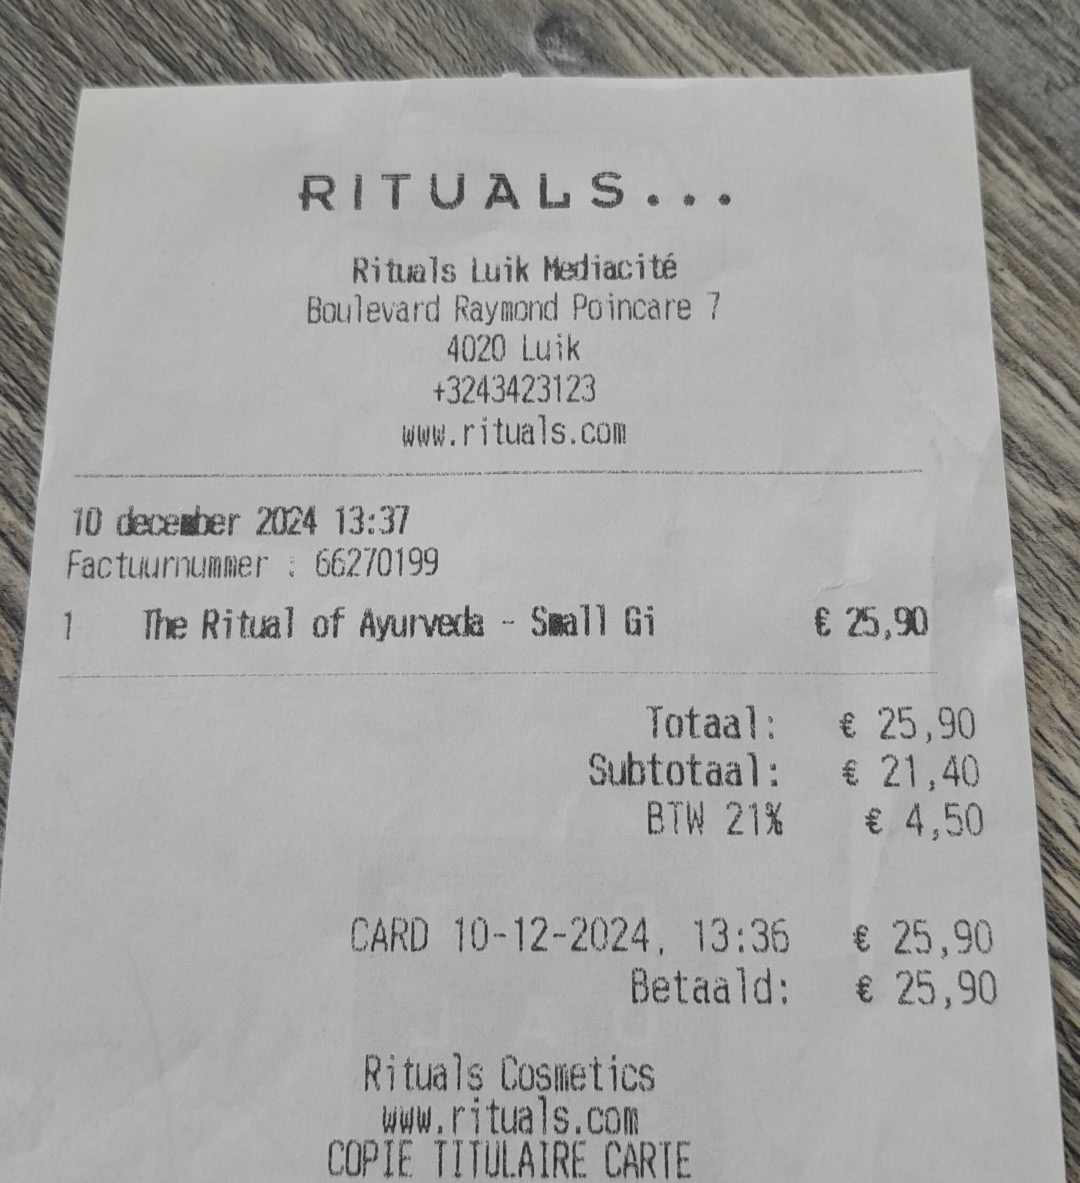 RITUALS...
Rituals Luik Mediacité
Boulevard Raymond Poincare 7
4020 Luik
+3243423123
www.rituals.com
10 december 2024 13:37
Factuurnummer : 66270199
1 The Ritual of Ayurveda - Small Gi € 25,90
Totaal: € 25,90
Subtotaal: € 21,40
BTW 21% € 4,50
CARD 10-12-2024, 13:36 € 25,90
Betaald: € 25,90
Rituals Cosmetics
www.rituals.com
COPIE TITULAIRE CARTE